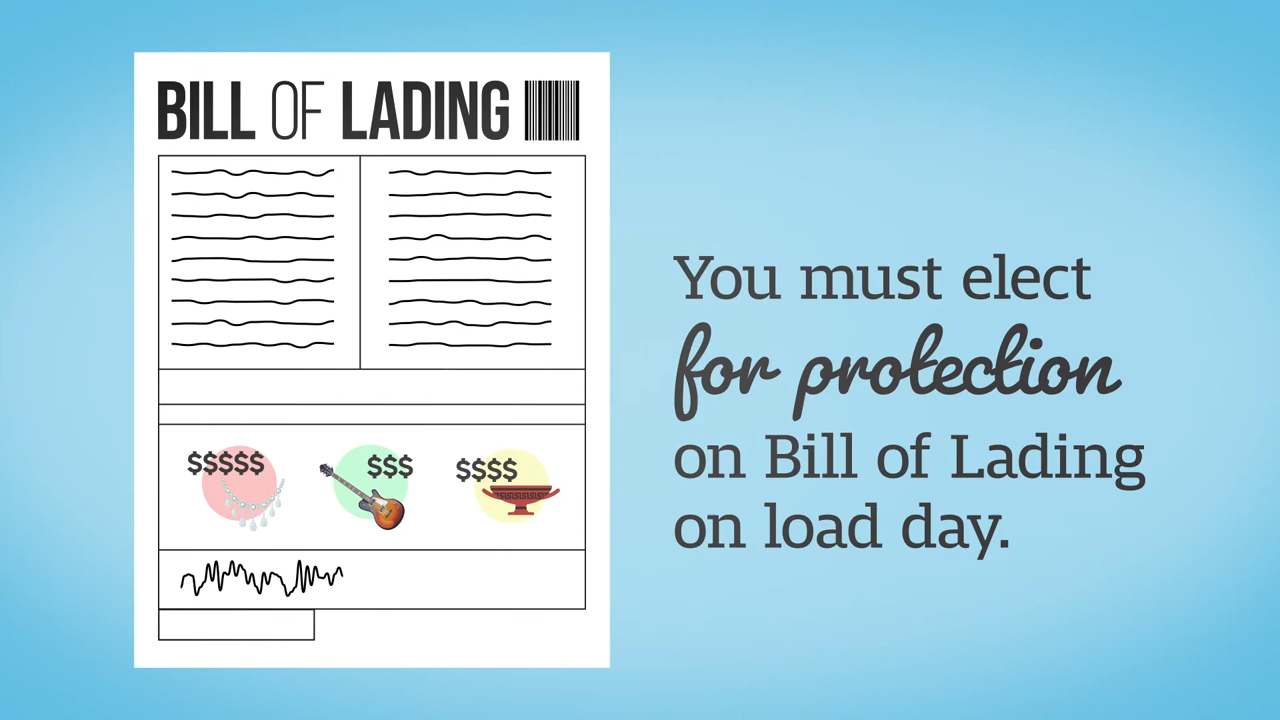 BILL OF LADING
$$$$$ $$$ $$$$
You must elect
for protection
on Bill of Lading
on load day.